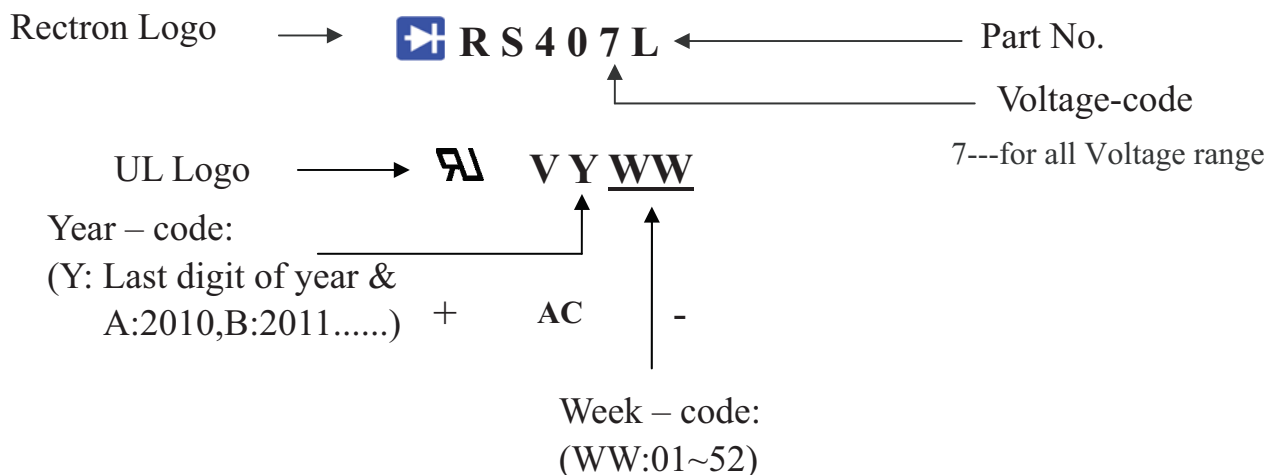 Rectron Logo R S 4 0 7 L Part No.
Voltage-code
7---for all Voltage range
UL Logo V Y WW
Year – code:
(Y: Last digit of year &
A:2010,B:2011......) + AC -
Week – code:
(WW:01~52)